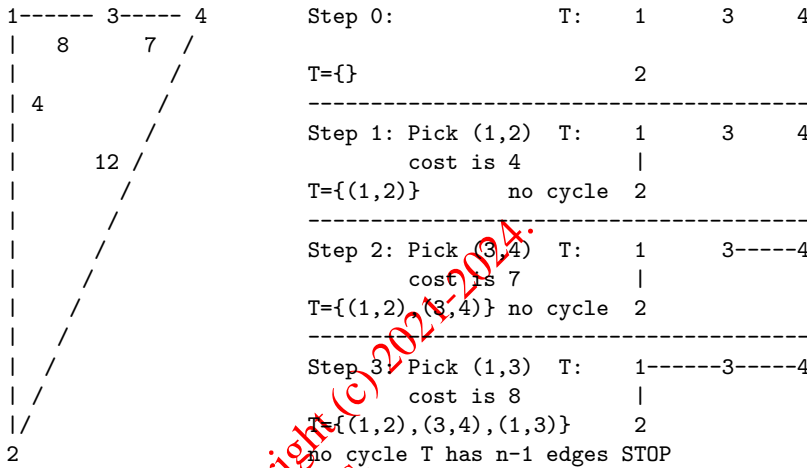 1------ 3----- 4 Step 0: T: 1 3 4
| 8 7 /
| / T={} 2
| 4 / ----------------------------------------
| / Step 1: Pick (1,2) T: 1 3 4
| 12 / cost is 4 |
| / T={(1,2)} no cycle 2
| / ----------------------------------------
| / Step 2: Pick (3,4) T: 1 3-----4
| / cost is 7 |
| / T={(1,2),(3,4)} no cycle 2
| / ----------------------------------------
| / Step 3: Pick (1,3) T: 1------3-----4
| / cost is 8 |
|/ T={(1,2),(3,4),(1,3)} 2
2 no cycle T has n-1 edges STOP
right (c) 2021-2024.